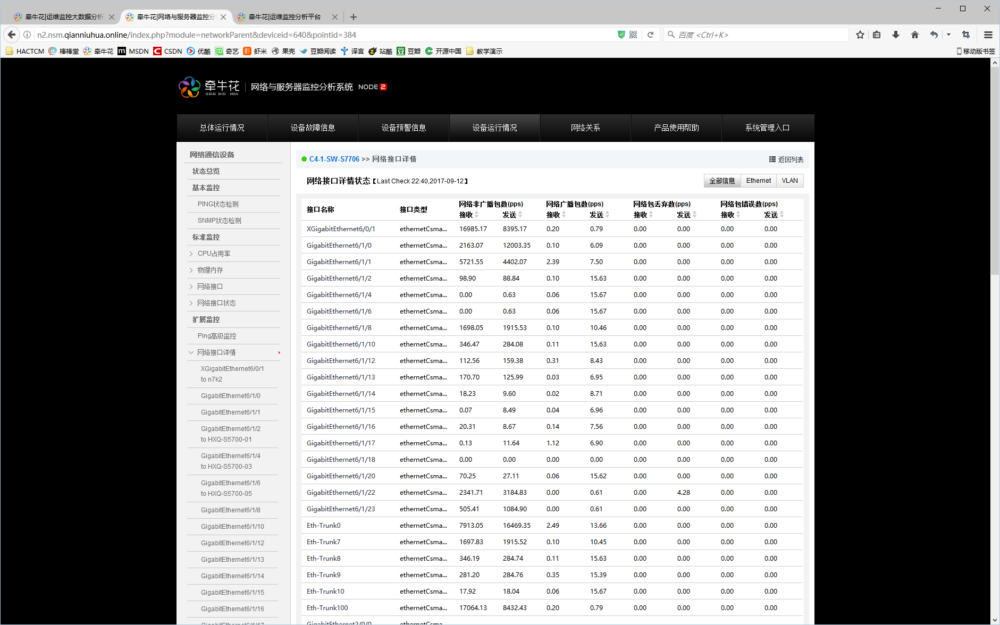 牵牛花|运维监控大数据分析
牵牛花|网络与服务器监控分
牵牛花|运维监控分析平台
n2.nsm.qianniuhua.online/index.php?module=networkParent&deviceid=640&pointid=384
百度 <Ctrl+K>
HACTCM 棒棒堂 牵牛花 MSDN CSDN 优酷 奇艺 虾米 果壳 豆瓣阅读 译言 站酷 豆瓣 开源中国 教学演示 移动版书签
牵牛花 QIAN NIU HUA 网络与服务器监控分析系统 NODE 2
总体运行情况 设备故障信息 设备预警信息 设备运行情况 网络关系 产品使用帮助 系统管理入口
网络通信设备
状态总览
基本监控
PING状态检测
SNMP状态检测
标准监控
CPU占用率
物理内存
网络接口
网络接口状态
扩展监控
Ping高级监控
网络接口详情
XGigabitEthernet6/0/1
to n7k2
GigabitEthernet6/1/0
GigabitEthernet6/1/1
GigabitEthernet6/1/2
to HXQ-S5700-01
GigabitEthernet6/1/4
to HXQ-S5700-03
GigabitEthernet6/1/6
to HXQ-S5700-05
GigabitEthernet6/1/8
GigabitEthernet6/1/10
GigabitEthernet6/1/12
GigabitEthernet6/1/13
GigabitEthernet6/1/14
GigabitEthernet6/1/15
GigabitEthernet6/1/16
GigabitEthernet6/1/17
C4-1-SW-S7706 >> 网络接口详情 返回列表
网络接口详情状态【Last Check 22:40,2017-09-12】 全部信息 Ethernet VLAN
接口名称 接口类型 网络非广播包数(pps) 网络广播包数(pps) 网络包丢弃数(pps) 网络包错误数(pps)
接收 发送 接收 发送 接收 发送 接收 发送
XGigabitEthernet6/0/1 ethernetCsma... 16985.17 8395.17 0.20 0.79 0.00 0.00 0.00 0.00
GigabitEthernet6/1/0 ethernetCsma... 2163.07 12003.35 0.10 6.09 0.00 0.00 0.00 0.00
GigabitEthernet6/1/1 ethernetCsma... 5721.55 4402.07 2.39 7.50 0.00 0.00 0.00 0.00
GigabitEthernet6/1/2 ethernetCsma... 98.90 88.84 0.10 15.63 0.00 0.00 0.00 0.00
GigabitEthernet6/1/4 ethernetCsma... 0.00 0.63 0.06 15.67 0.00 0.00 0.00 0.00
GigabitEthernet6/1/6 ethernetCsma... 0.00 0.63 0.06 15.67 0.00 0.00 0.00 0.00
GigabitEthernet6/1/8 ethernetCsma... 1698.05 1915.53 0.10 10.46 0.00 0.00 0.00 0.00
GigabitEthernet6/1/10 ethernetCsma... 346.47 284.08 0.11 15.63 0.00 0.00 0.00 0.00
GigabitEthernet6/1/12 ethernetCsma... 112.56 159.38 0.31 8.43 0.00 0.00 0.00 0.00
GigabitEthernet6/1/13 ethernetCsma... 170.70 125.99 0.03 6.95 0.00 0.00 0.00 0.00
GigabitEthernet6/1/14 ethernetCsma... 18.23 9.60 0.02 8.71 0.00 0.00 0.00 0.00
GigabitEthernet6/1/15 ethernetCsma... 0.07 8.49 0.04 6.96 0.00 0.00 0.00 0.00
GigabitEthernet6/1/16 ethernetCsma... 20.31 8.67 0.14 7.56 0.00 0.00 0.00 0.00
GigabitEthernet6/1/17 ethernetCsma... 0.13 11.64 1.12 6.90 0.00 0.00 0.00 0.00
GigabitEthernet6/1/18 ethernetCsma... 0.00 0.00 0.00 0.00 0.00 0.00 0.00 0.00
GigabitEthernet6/1/20 ethernetCsma... 70.25 27.11 0.06 15.62 0.00 0.00 0.00 0.00
GigabitEthernet6/1/22 ethernetCsma... 2341.71 3184.83 0.00 0.61 0.00 4.28 0.00 0.00
GigabitEthernet6/1/23 ethernetCsma... 505.41 1084.90 0.00 0.61 0.00 0.00 0.00 0.00
Eth-Trunk0 ethernetCsma... 7913.05 16469.35 2.49 13.66 0.00 0.00 0.00 0.00
Eth-Trunk7 ethernetCsma... 1697.83 1915.52 0.10 10.45 0.00 0.00 0.00 0.00
Eth-Trunk8 ethernetCsma... 346.19 284.74 0.11 15.63 0.00 0.00 0.00 0.00
Eth-Trunk9 ethernetCsma... 281.20 284.76 0.35 15.39 0.00 0.00 0.00 0.00
Eth-Trunk10 ethernetCsma... 17.92 18.04 0.06 15.67 0.00 0.00 0.00 0.00
Eth-Trunk100 ethernetCsma... 17064.13 8432.43 0.20 0.79 0.00 0.00 0.00 0.00
GigabitEthernet2/0/0 ethernetCsma...